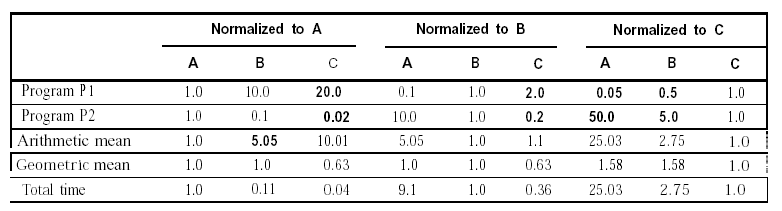 Normalized to A Normalized to B Normalized to C
A B C A B C A B C
Program P1 1.0 10.0 20.0 0.1 1.0 2.0 0.05 0.5 1.0
Program P2 1.0 0.1 0.02 10.0 1.0 0.2 50.0 5.0 1.0
Arithmetic mean 1.0 5.05 10.01 5.05 1.0 1.1 25.03 2.75 1.0
Geometric mean 1.0 1.0 0.63 1.0 1.0 0.63 1.58 1.58 1.0
Total time 1.0 0.11 0.04 9.1 1.0 0.36 25.03 2.75 1.0